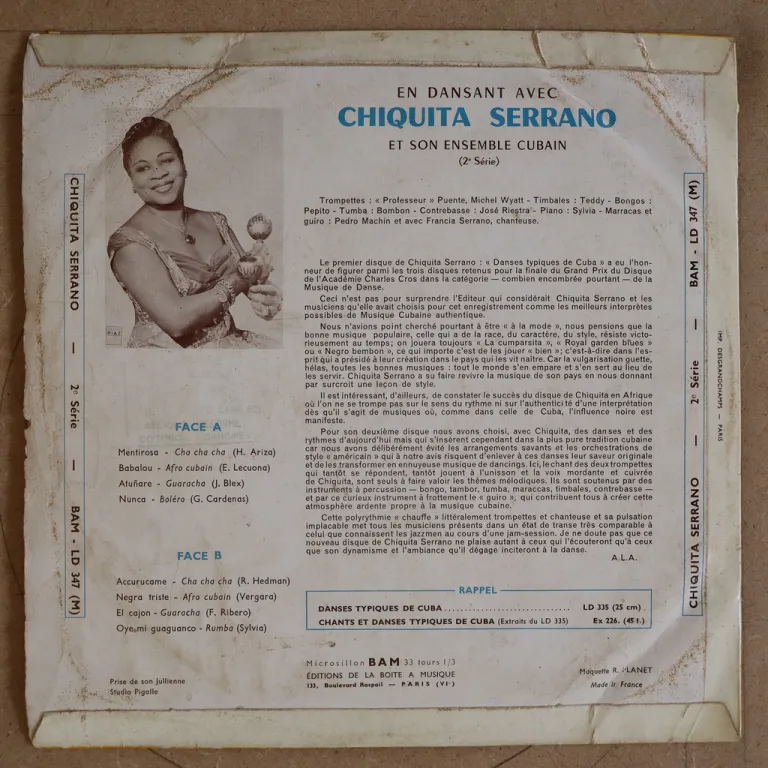 EN DANSANT AVEC
CHIQUITA SERRANO
ET SON ENSEMBLE CUBAIN
(2e Série)
Trompettes : « Professeur » Puente, Michel Wyatt - Timbales : Teddy - Bongos :
Pepito - Tumba : Bombon - Contrebasse : José Riestra - Piano : Sylvia - Marracas et
guïro : Pedro Machin et avec Francia Serrano, chanteuse.
Le premier disque de Chiquita Serrano : « Danses typiques de Cuba » a eu l'hon-
neur de figurer parmi les trois disques retenus pour la finale du Grand Prix du Disque
de l'Académie Charles Cros dans la catégorie — combien encombrée pourtant — de la
Musique de Danse.
Ceci n'est pas pour surprendre l'Editeur qui considérait Chiquita Serrano et les
musiciens qu'elle avait choisis pour cet enregistrement comme les meilleurs interprètes
possibles de Musique Cubaine authentique.
Nous n'avions point cherché pourtant à être « à la mode », nous pensons que la
bonne musique populaire, celle qui a de la race, du caractère, du style, résiste victo-
rieusement au temps; on jouera toujours « La cumparsita », « Royal garden blues »
ou « Negro bembon », ce qui importe c'est de les jouer « bien »; c'est-à-dire dans l'es-
prit qui a présidé à leur création dans le pays qui les vit naître. Car la vulgarisation guette,
hélas, toutes les bonnes musiques : tout le monde s'en empare et s'en sert au lieu de
les servir. Chiquita Serrano a su faire revivre la musique de son pays en nous donnant
par surcroit une leçon de style.
Il est intéressant, d'ailleurs, de constater le succès du disque de Chiquita en Afrique
où l'on ne se trompe pas sur le sens du rythme ni sur l'authenticité d'une interprétation
dès qu'il s'agit de musiques où, comme dans celle de Cuba, l'influence noire est
manifeste.
Pour son deuxième disque nous avons choisi, avec Chiquita, des danses et des
rythmes d'aujourd'hui mais qui s'insèrent cependant dans la plus pure tradition cubaine
car nous avons délibérément évité les arrangements savants et les orchestrations de
style « américain » qui à notre avis risquent d'enlever à ces danses leur saveur originale
et de les transformer en ennuyeuse musique de dancings. Ici, le chant des deux trompettes
qui tantôt se répondent, tantôt jouent à l'unisson et la voix mordante et cuivrée
de Chiquita, sont seuls à faire valoir les thèmes mélodiques. Ils sont soutenus par des
instruments à percussion — bongo, tambor, tumba, maraccas, timbales, contrebasse —
et par ce curieux instrument à frottement le « guïro », qui contribuent tous à créer cette
atmosphère ardente propre à la musique cubaine.
Cette polyrythmie « chauffe » littéralement trompettes et chanteuse et sa pulsation
implacable met tous les musiciens présents dans un état de transe très comparable à
celui que connaissent les jazzmen au cours d'une jam-session. Je ne doute pas que ce
nouveau disque de Chiquita Serrano ne plaise autant à ceux qui l'écouteront qu'à ceux
que son dynamisme et l'ambiance qu'il dégage inciteront à la danse.
A.L.A.
PIAZ
FACE A
Mentirosa - Cha cha cha (H. Ariza)
Babalou - Afro cubain (E. Lecuona)
Atuñare - Guaracha (J. Blex)
Nunca - Boléro (G. Cardenas)
FACE B
Accurucame - Cha cha cha (R. Hedman)
Negra triste - Afro cubain (Vergara)
El cajon - Guaracha (F. Ribero)
Oye mi guaguanco - Rumba (Sylvia)
RAPPEL
DANSES TYPIQUES DE CUBA .......... LD 335 (25 cm)
CHANTS ET DANSES TYPIQUES DE CUBA (Extraits du LD 335) Ex 226. (45 t.)
Prise de son Jullienne
Studio Pigalle
Microsillon BAM 33 tours 1/3
ÉDITIONS DE LA BOITE A MUSIQUE
133, Boulevard Raspail — PARIS (VIe)
Maquette R. PLANET
Made in France
CHIQUITA SERRANO — 2e Série — BAM - LD 347 (M)
CHIQUITA SERRANO — 2e Série — BAM - LD 347 (M)
IMP. DESGRANDCHAMPS - PARIS